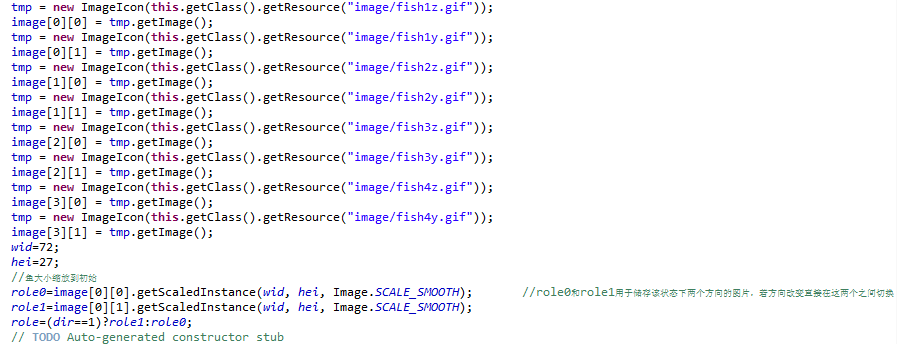 tmp = new ImageIcon(this.getClass().getResource("image/fish1z.gif"));
image[0][0] = tmp.getImage();
tmp = new ImageIcon(this.getClass().getResource("image/fish1y.gif"));
image[0][1] = tmp.getImage();
tmp = new ImageIcon(this.getClass().getResource("image/fish2z.gif"));
image[1][0] = tmp.getImage();
tmp = new ImageIcon(this.getClass().getResource("image/fish2y.gif"));
image[1][1] = tmp.getImage();
tmp = new ImageIcon(this.getClass().getResource("image/fish3z.gif"));
image[2][0] = tmp.getImage();
tmp = new ImageIcon(this.getClass().getResource("image/fish3y.gif"));
image[2][1] = tmp.getImage();
tmp = new ImageIcon(this.getClass().getResource("image/fish4z.gif"));
image[3][0] = tmp.getImage();
tmp = new ImageIcon(this.getClass().getResource("image/fish4y.gif"));
image[3][1] = tmp.getImage();
wid=72;
hei=27;
//鱼大小缩放到初始
role0=image[0][0].getScaledInstance(wid, hei, Image.SCALE_SMOOTH); //role0和role1用于储存该状态下两个方向的图片，若方向改变直接在这两个之间切换
role1=image[0][1].getScaledInstance(wid, hei, Image.SCALE_SMOOTH);
role=(dir==1)?role1:role0;
// TODO Auto-generated constructor stub